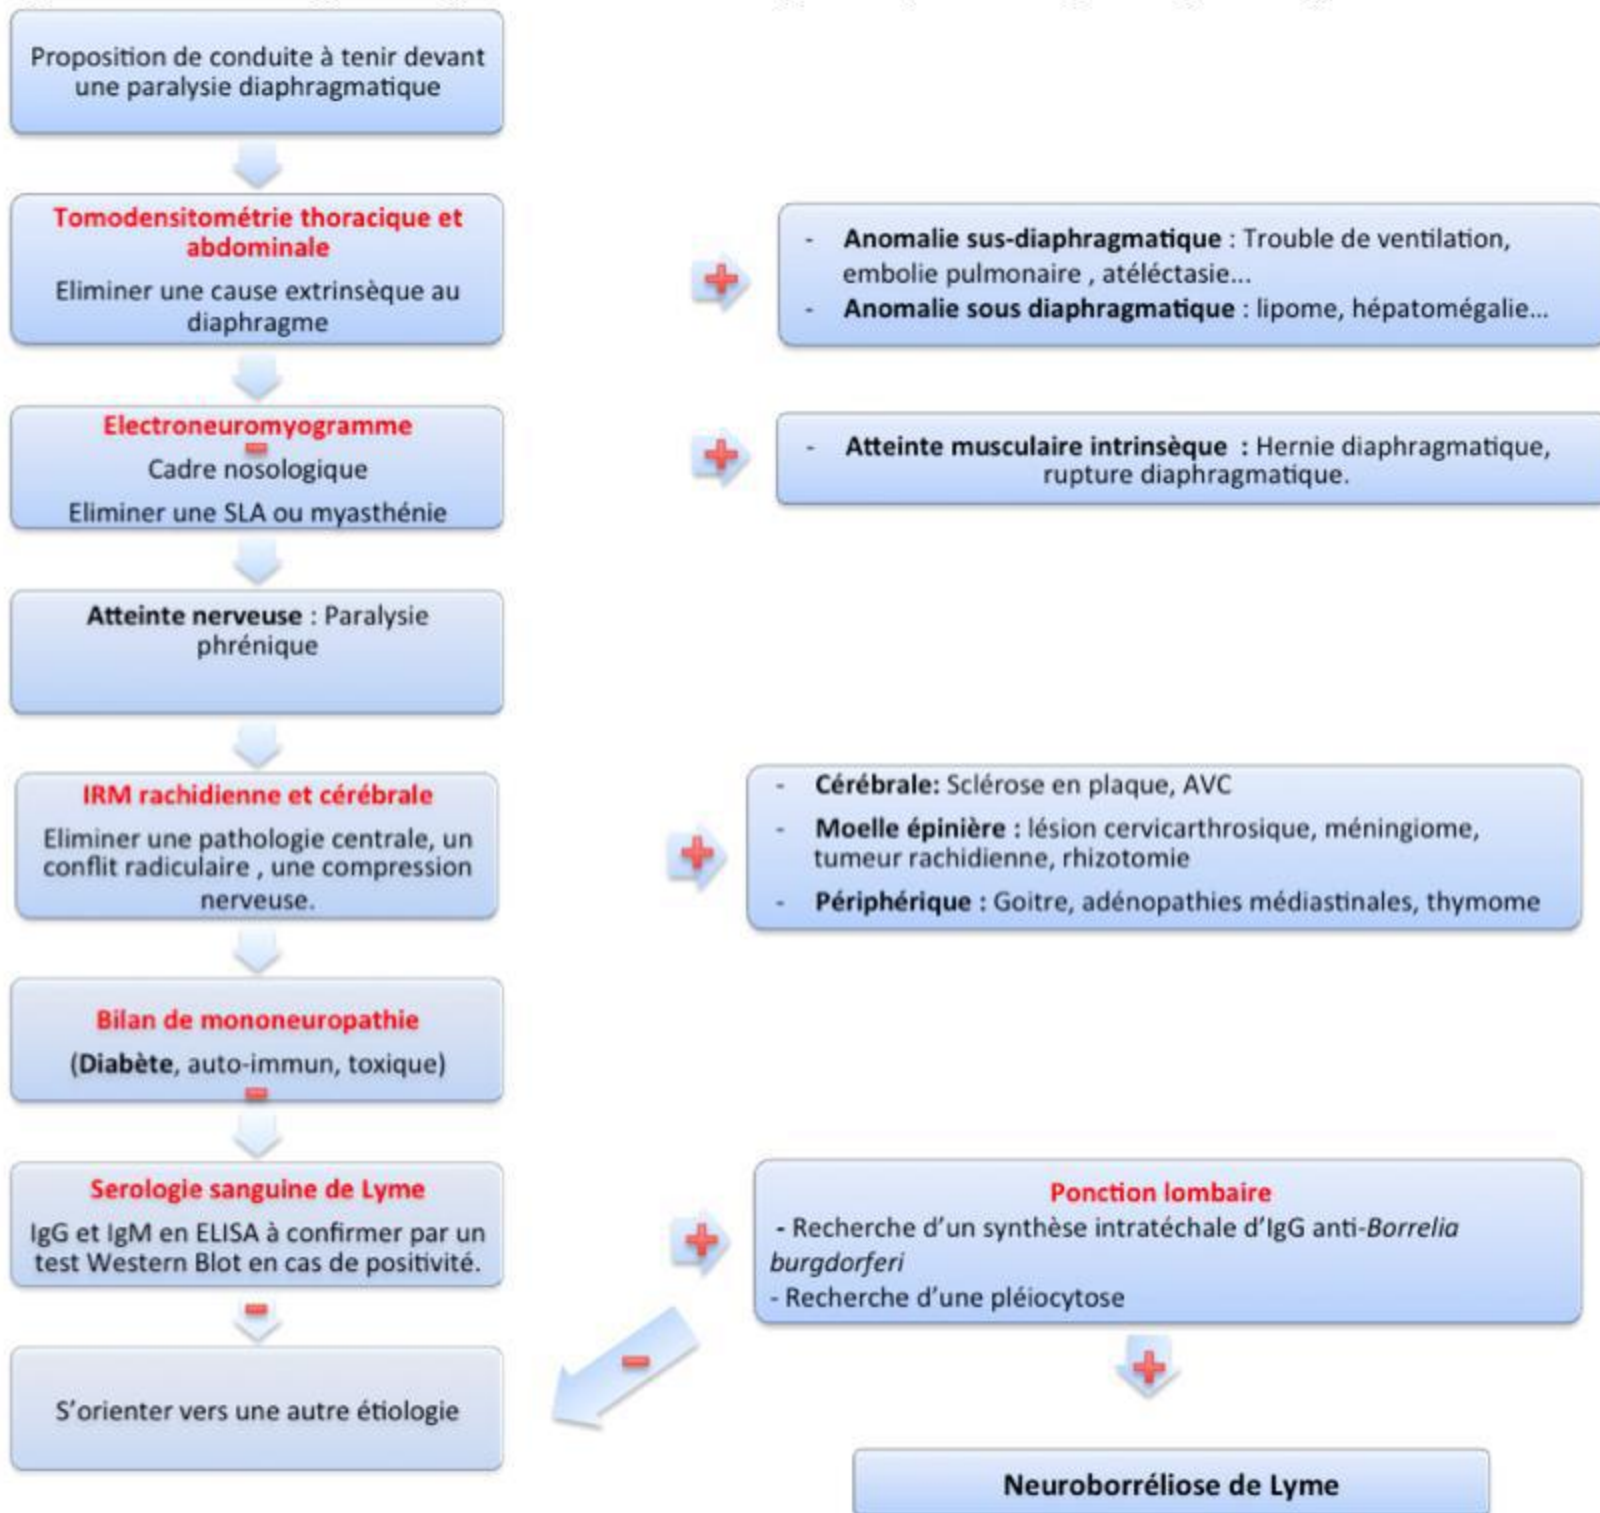 Proposition de conduite à tenir devant
une paralysie diaphragmatique
Tomodensitométrie thoracique et
abdominale
Eliminer une cause extrinsèque au
diaphragme
- Anomalie sus-diaphragmatique : Trouble de ventilation,
embolie pulmonaire , atéléctasie...
- Anomalie sous diaphragmatique : lipome, hépatomégalie...
Electroneuromyogramme
Cadre nosologique
Eliminer une SLA ou myasthénie
- Atteinte musculaire intrinsèque : Hernie diaphragmatique,
rupture diaphragmatique.
Atteinte nerveuse : Paralysie
phrénique
IRM rachidienne et cérébrale
Eliminer une pathologie centrale, un
conflit radiculaire , une compression
nerveuse.
- Cérébrale: Sclérose en plaque, AVC
- Moelle épinière : lésion cervicarthrosique, méningiome,
tumeur rachidienne, rhizotomie
- Périphérique : Goitre, adénopathies médiastinales, thymome
Bilan de mononeuropathie
(Diabète, auto-immun, toxique)
Serologie sanguine de Lyme
IgG et IgM en ELISA à confirmer par un
test Western Blot en cas de positivité.
Ponction lombaire
- Recherche d'un synthèse intratéchale d'IgG anti-Borrelia
burgdorferi
- Recherche d'une pléiocytose
S'orienter vers une autre étiologie
Neuroborréliose de Lyme